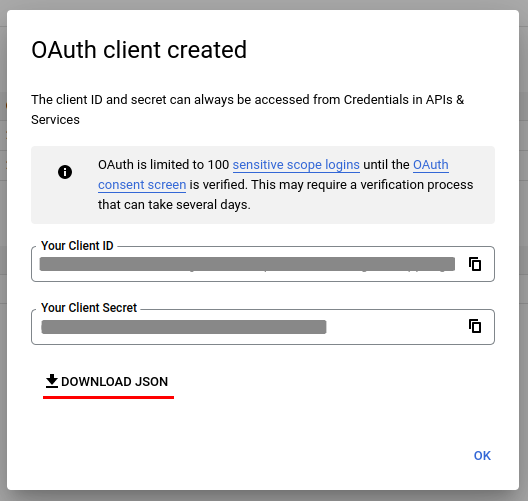 OAuth client created
The client ID and secret can always be accessed from Credentials in APIs &
Services
OAuth is limited to 100 sensitive scope logins until the OAuth
consent screen is verified. This may require a verification process
that can take several days.
Your Client ID
Your Client Secret
DOWNLOAD JSON
OK